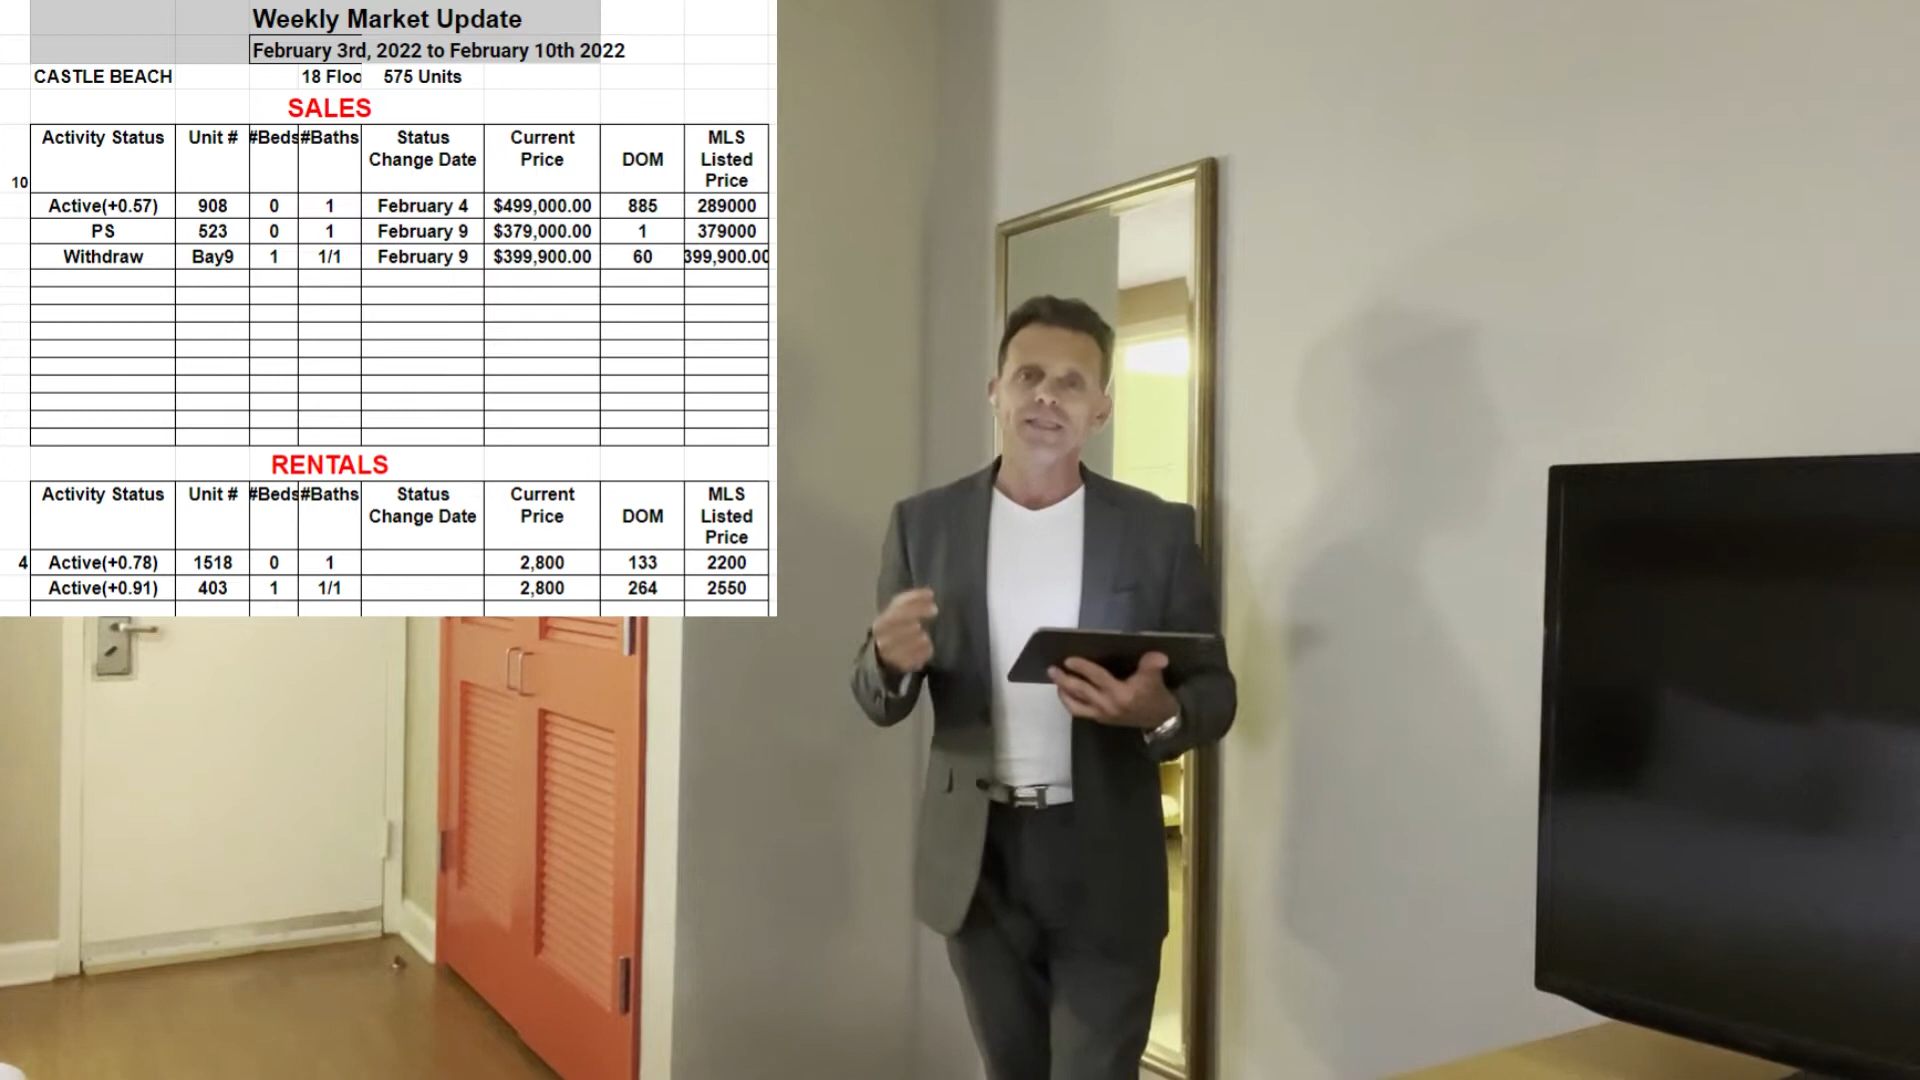 Weekly Market Update
February 3rd, 2022 to February 10th 2022
CASTLE BEACH 18 Floo 575 Units
SALES
Activity Status Unit # #Beds #Baths Status Change Date Current Price DOM MLS Listed Price
10
Active(+0.57) 908 0 1 February 4 $499,000.00 885 289000
PS 523 0 1 February 9 $379,000.00 1 379000
Withdraw Bay9 1 1/1 February 9 $399,900.00 60 399,900.00
RENTALS
Activity Status Unit # #Beds #Baths Status Change Date Current Price DOM MLS Listed Price
4 Active(+0.78) 1518 0 1 2,800 133 2200
Active(+0.91) 403 1 1/1 2,800 264 2550